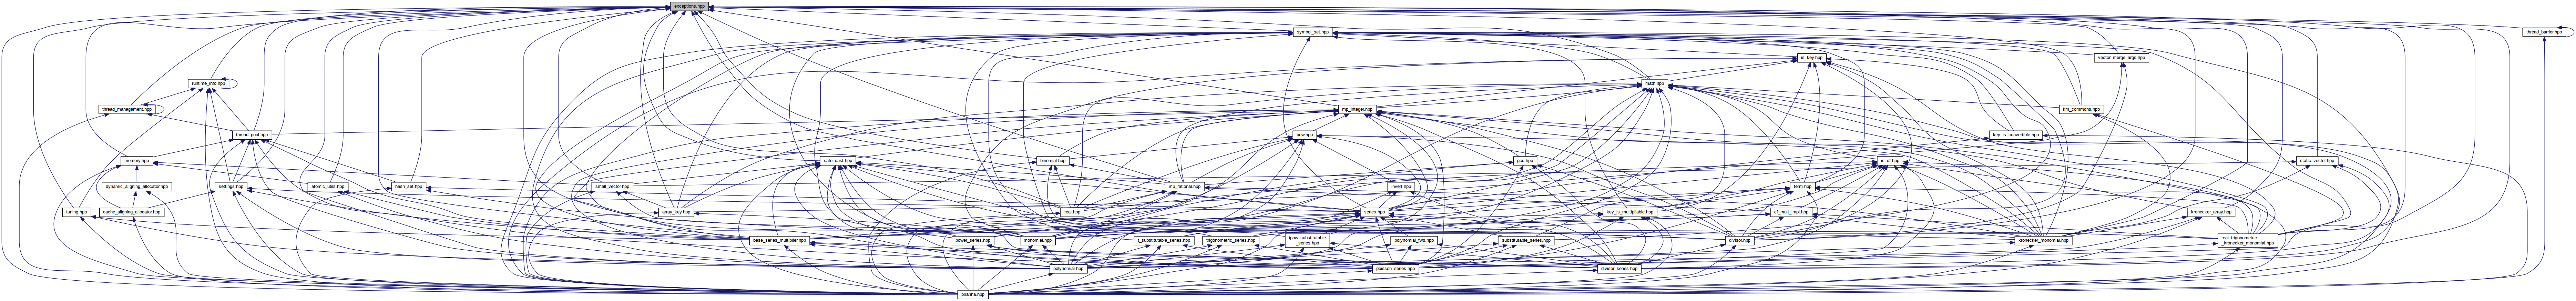 exceptions.hpp
symbol_set.hpp
thread_barrier.hpp
is_key.hpp
vector_merge_args.hpp
runtime_info.hpp
math.hpp
thread_management.hpp
mp_integer.hpp
km_commons.hpp
thread_pool.hpp
pow.hpp
key_is_convertible.hpp
memory.hpp
safe_cast.hpp
binomial.hpp
gcd.hpp
is_cf.hpp
static_vector.hpp
dynamic_aligning_allocator.hpp
settings.hpp
atomic_utils.hpp
hash_set.hpp
small_vector.hpp
mp_rational.hpp
invert.hpp
term.hpp
tuning.hpp
cache_aligning_allocator.hpp
array_key.hpp
real.hpp
series.hpp
key_is_multipliable.hpp
cf_mult_impl.hpp
kronecker_array.hpp
base_series_multiplier.hpp
power_series.hpp
monomial.hpp
t_substitutable_series.hpp
trigonometric_series.hpp
ipow_substitutable
_series.hpp
polynomial_fwd.hpp
substitutable_series.hpp
divisor.hpp
kronecker_monomial.hpp
real_trigonometric
_kronecker_monomial.hpp
polynomial.hpp
poisson_series.hpp
divisor_series.hpp
piranha.hpp